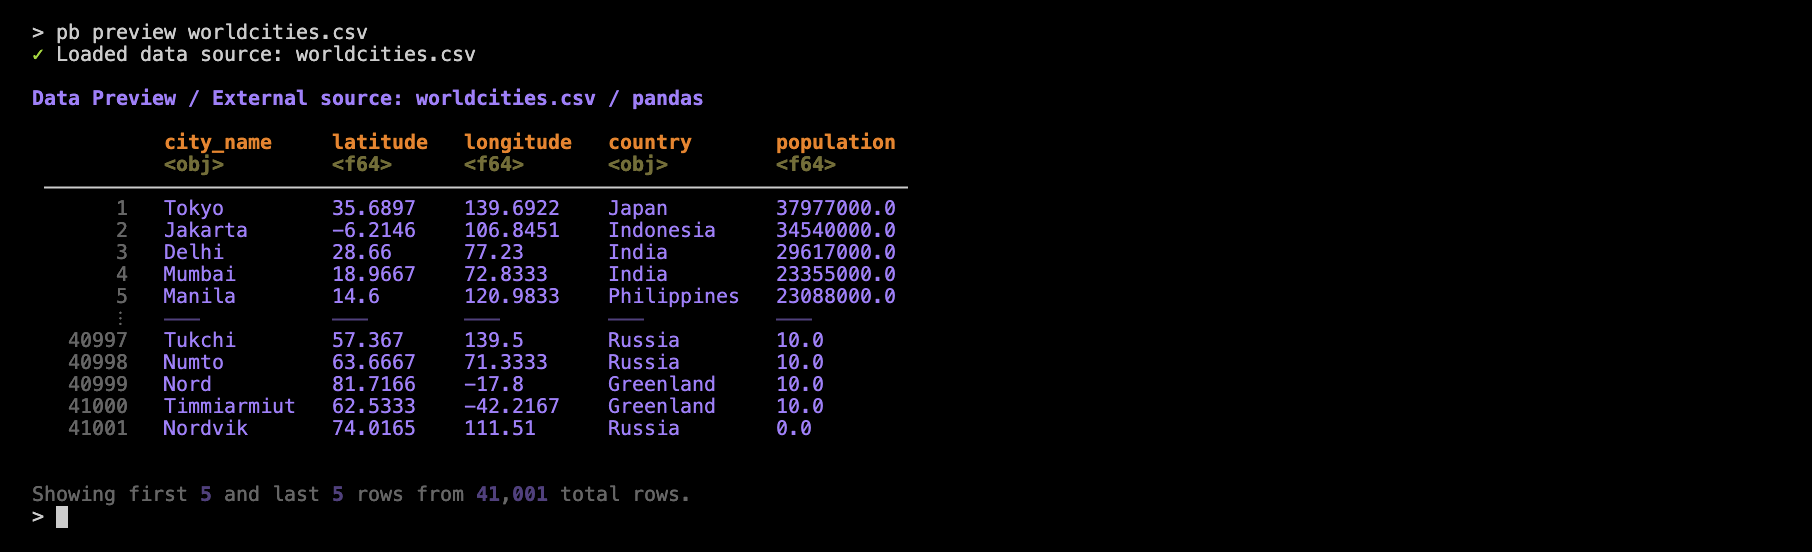 > pb preview worldcities.csv
✓ Loaded data source: worldcities.csv
Data Preview / External source: worldcities.csv / pandas
city_name latitude longitude country population
<obj> <f64> <f64> <obj> <f64>
1 Tokyo 35.6897 139.6922 Japan 37977000.0
2 Jakarta -6.2146 106.8451 Indonesia 34540000.0
3 Delhi 28.66 77.23 India 29617000.0
4 Mumbai 18.9667 72.8333 India 23355000.0
5 Manila 14.6 120.9833 Philippines 23088000.0
⋮ ─── ─── ─── ─── ───
40997 Tukchi 57.367 139.5 Russia 10.0
40998 Numto 63.6667 71.3333 Russia 10.0
40999 Nord 81.7166 -17.8 Greenland 10.0
41000 Timmiarmiut 62.5333 -42.2167 Greenland 10.0
41001 Nordvik 74.0165 111.51 Russia 0.0
Showing first 5 and last 5 rows from 41,001 total rows.
>